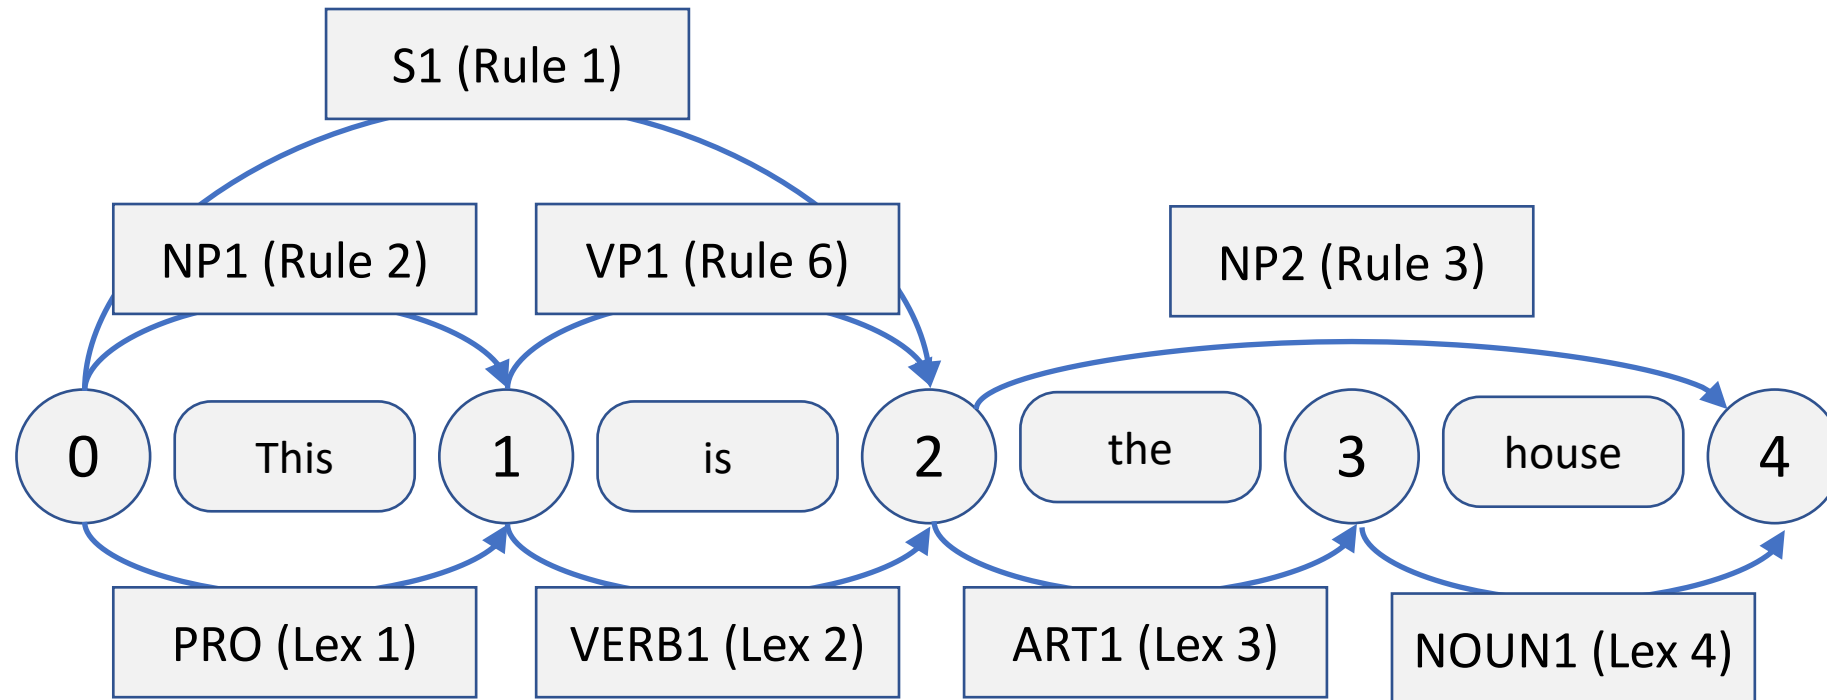 S1 (Rule 1)
NP1 (Rule 2)
VP1 (Rule 6)
NP2 (Rule 3)
0
This
1
is
2
the
3
house
4
PRO (Lex 1)
VERB1 (Lex 2)
ART1 (Lex 3)
NOUN1 (Lex 4)